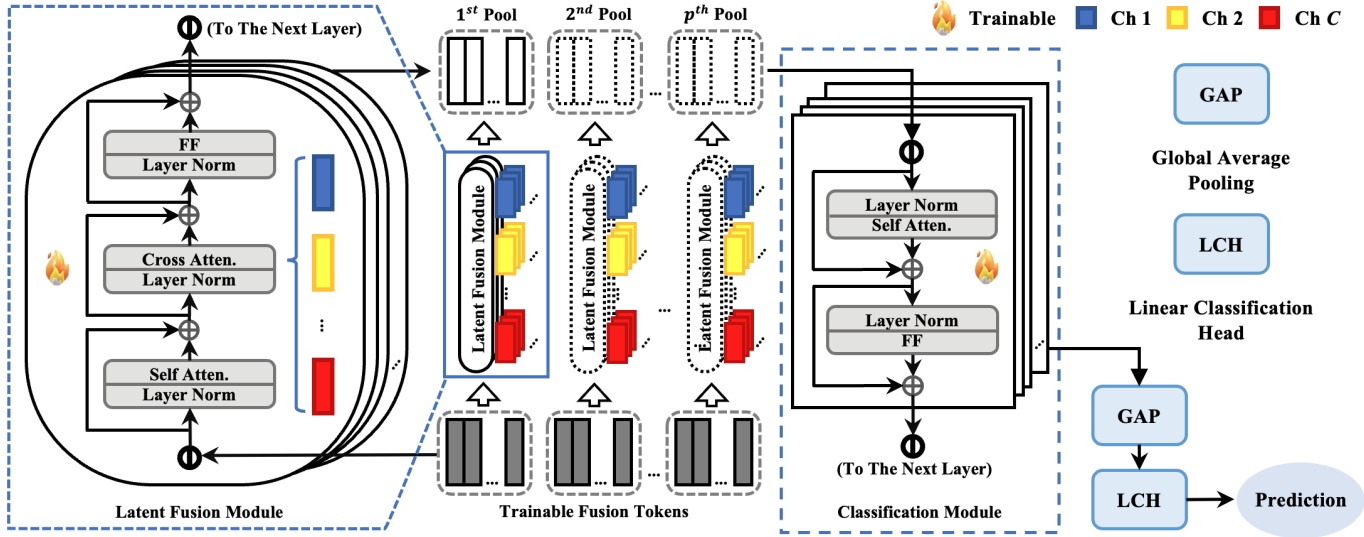 (To The Next Layer)
FF
Layer Norm
Cross Atten.
Layer Norm
...
Self Atten.
Layer Norm
Latent Fusion Module
1st Pool
2nd Pool
pth Pool
...
...
...
...
Latent Fusion Module
Latent Fusion Module
Latent Fusion Module
...
...
...
...
Trainable Fusion Tokens
Trainable
Ch 1
Ch 2
Ch C
Layer Norm
Self Atten.
Layer Norm
FF
(To The Next Layer)
Classification Module
GAP
Global Average
Pooling
LCH
Linear Classification
Head
GAP
LCH
Prediction